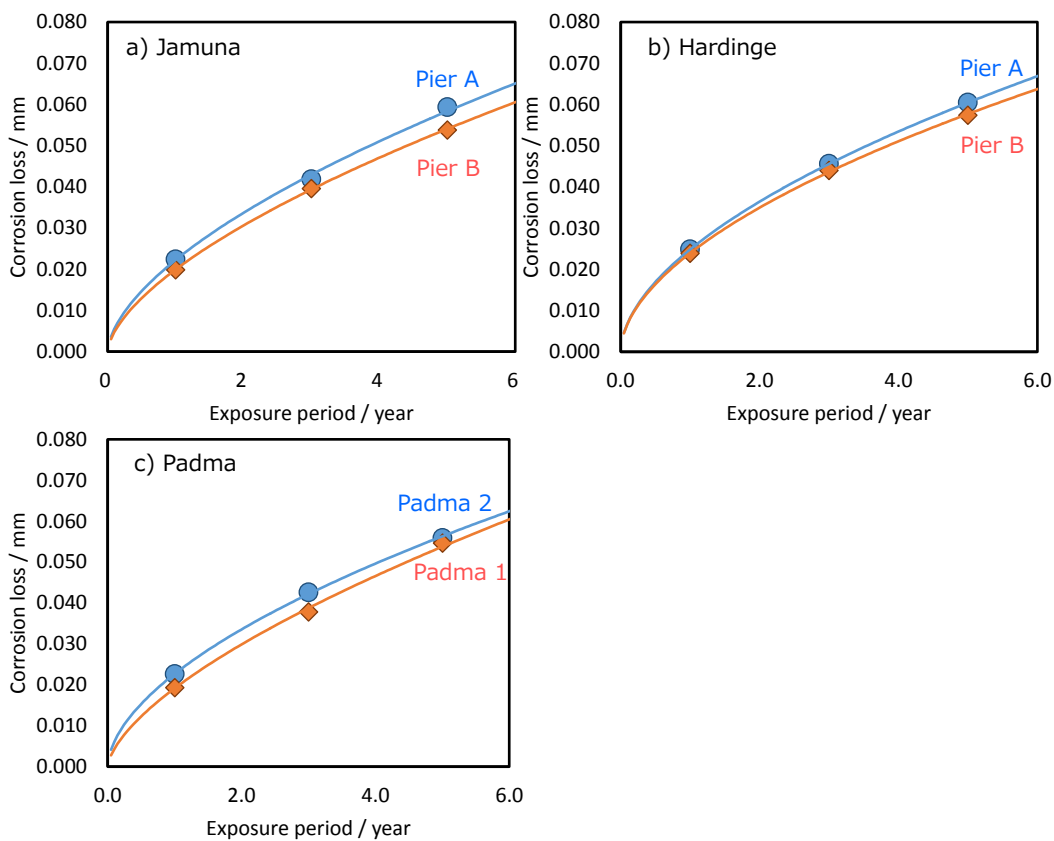 a) Jamuna
Pier A
Pier B
0.080
0.070
0.060
0.050
0.040
0.030
0.020
0.010
0.000
Corrosion loss / mm
0 2 4 6
Exposure period / year
b) Hardinge
Pier A
Pier B
0.080
0.070
0.060
0.050
0.040
0.030
0.020
0.010
0.000
Corrosion loss / mm
0.0 2.0 4.0 6.0
Exposure period / year
c) Padma
Padma 2
Padma 1
0.080
0.070
0.060
0.050
0.040
0.030
0.020
0.010
0.000
Corrosion loss / mm
0.0 2.0 4.0 6.0
Exposure period / year